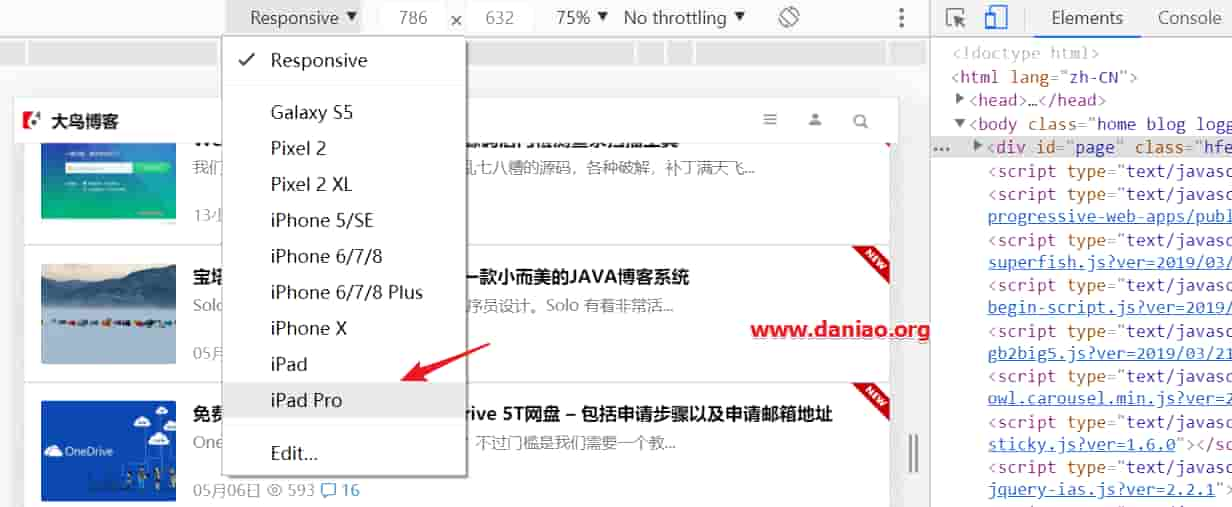 Responsive ▼ 786 x 632 75% ▼ No throttling ▼
Elements Console
Responsive
Galaxy S5
Pixel 2
Pixel 2 XL
iPhone 5/SE
iPhone 6/7/8
iPhone 6/7/8 Plus
iPhone X
iPad
iPad Pro
Edit...
大鸟博客
我们
乱七八糟的源码，各种破解，补丁满天飞...
13小
宝塔
一款小而美的JAVA博客系统
NEW
Solo
序员设计。Solo 有着非常活...
05月
www.daniao.org
免费
rive 5T网盘 – 包括申请步骤以及申请邮箱地址
NEW
One
不过门槛是我们需要一个教...
OneDrive
05月06日 593 16
<!doctype html>
<html lang="zh-CN">
▶<head>…</head>
▼<body class="home blog logg
… ▶<div id="page" class="hfe
<script type="text/javasc
<script type="text/javasc
progressive-web-apps/publ
<script type="text/javasc
superfish.js?ver=2019/03/
<script type="text/javasc
begin-script.js?ver=2019/
<script type="text/javasc
gb2big5.js?ver=2019/03/21
<script type="text/javasc
owl.carousel.min.js?ver=2
<script type="text/javasc
sticky.js?ver=1.6.0"></sc
<script type="text/javasc
jquery-ias.js?ver=2.2.1">